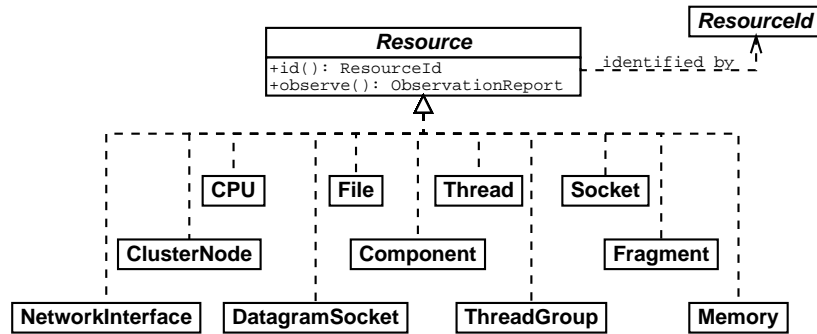 ResourceId
Resource
+id(): ResourceId
+observe(): ObservationReport
identified by
CPU
File
Thread
Socket
ClusterNode
Component
Fragment
NetworkInterface
DatagramSocket
ThreadGroup
Memory